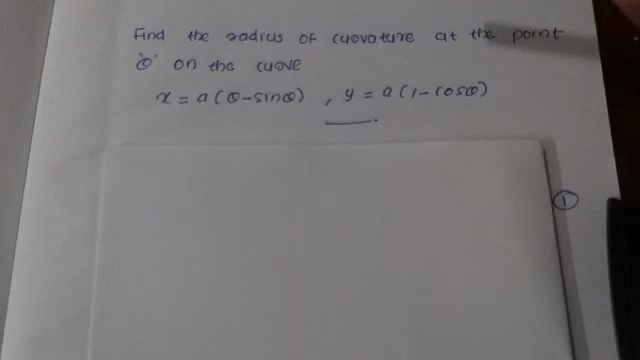 Find the radius of curvature at the point
'θ' on the curve
x = a(θ-sinθ) , y = a(1-cosθ)
1